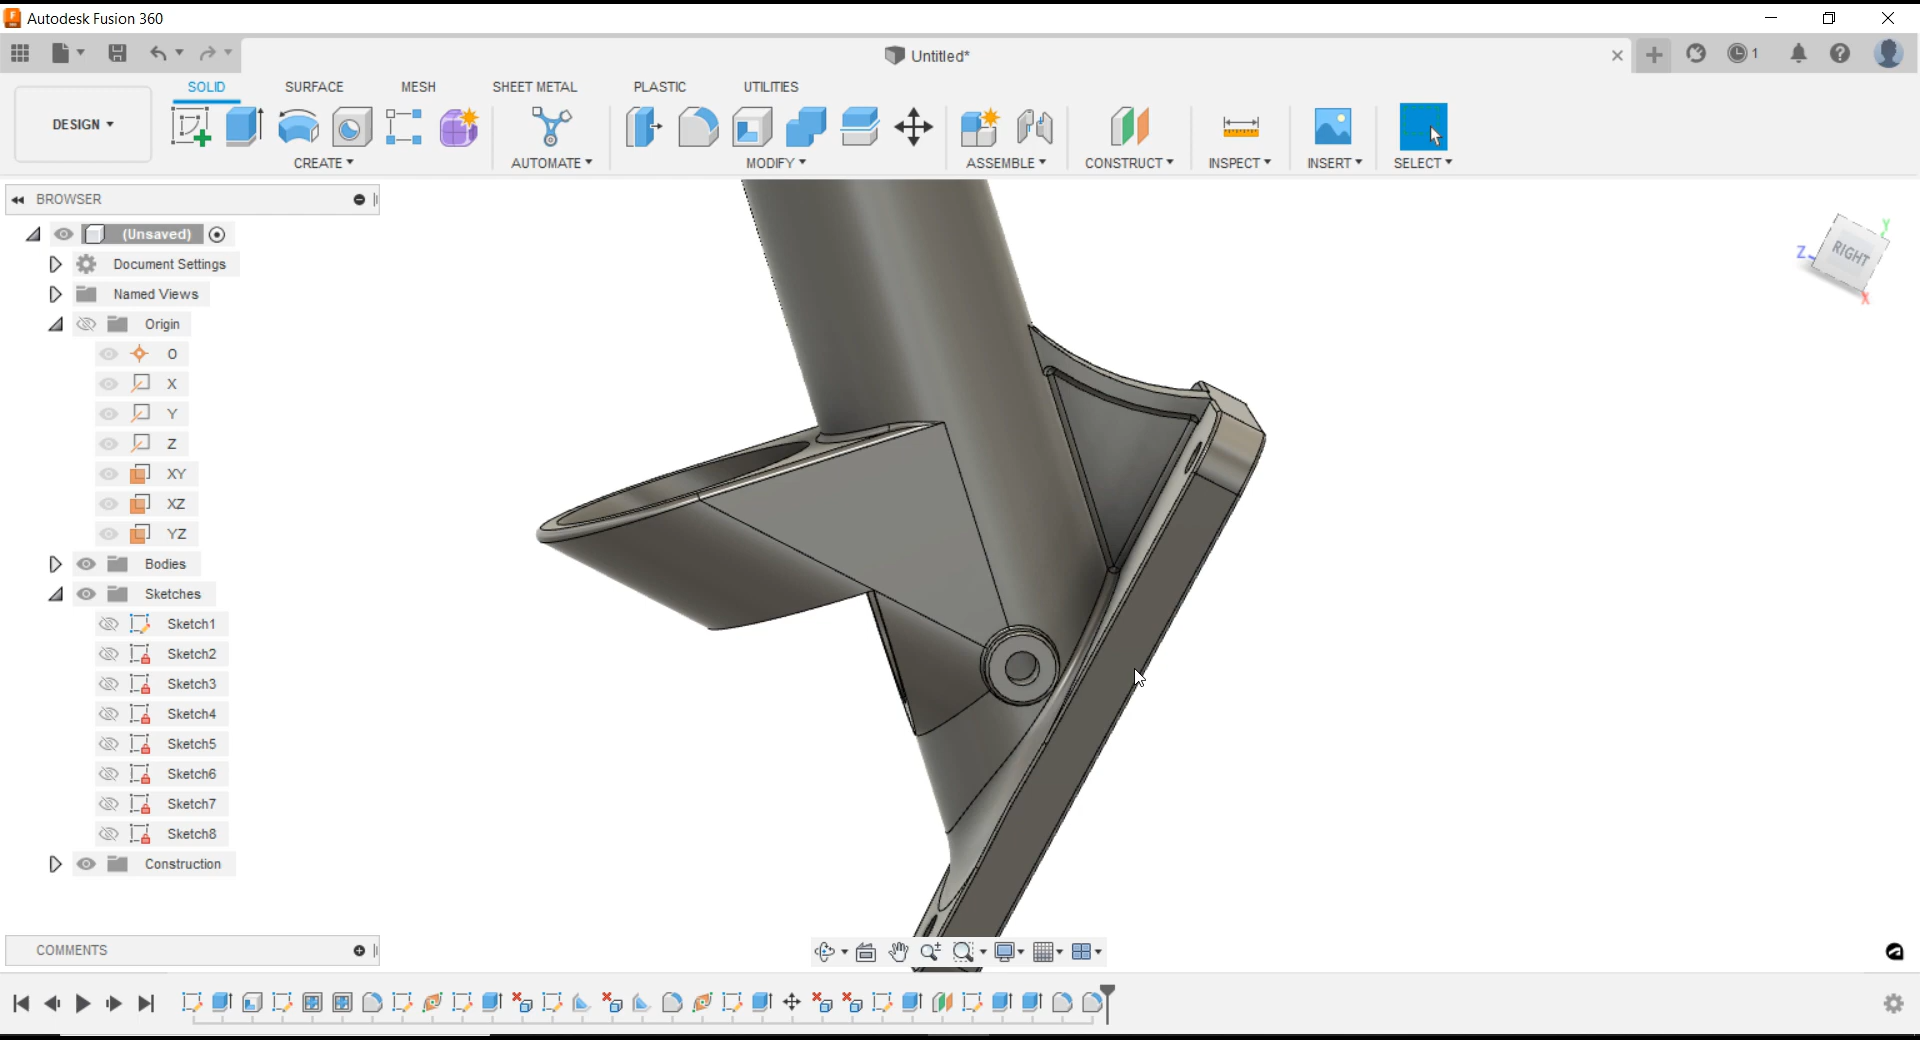 Autodesk Fusion 360
Untitled*
1
SOLID SURFACE MESH SHEET METAL PLASTIC UTILITIES
DESIGN
CREATE AUTOMATE MODIFY ASSEMBLE CONSTRUCT INSPECT INSERT SELECT
BROWSER
(Unsaved)
Document Settings
Named Views
Origin
O
X
Y
Z
XY
XZ
YZ
Bodies
Sketches
Sketch1
Sketch2
Sketch3
Sketch4
Sketch5
Sketch6
Sketch7
Sketch8
Construction
Y
Z
RIGHT
X
COMMENTS